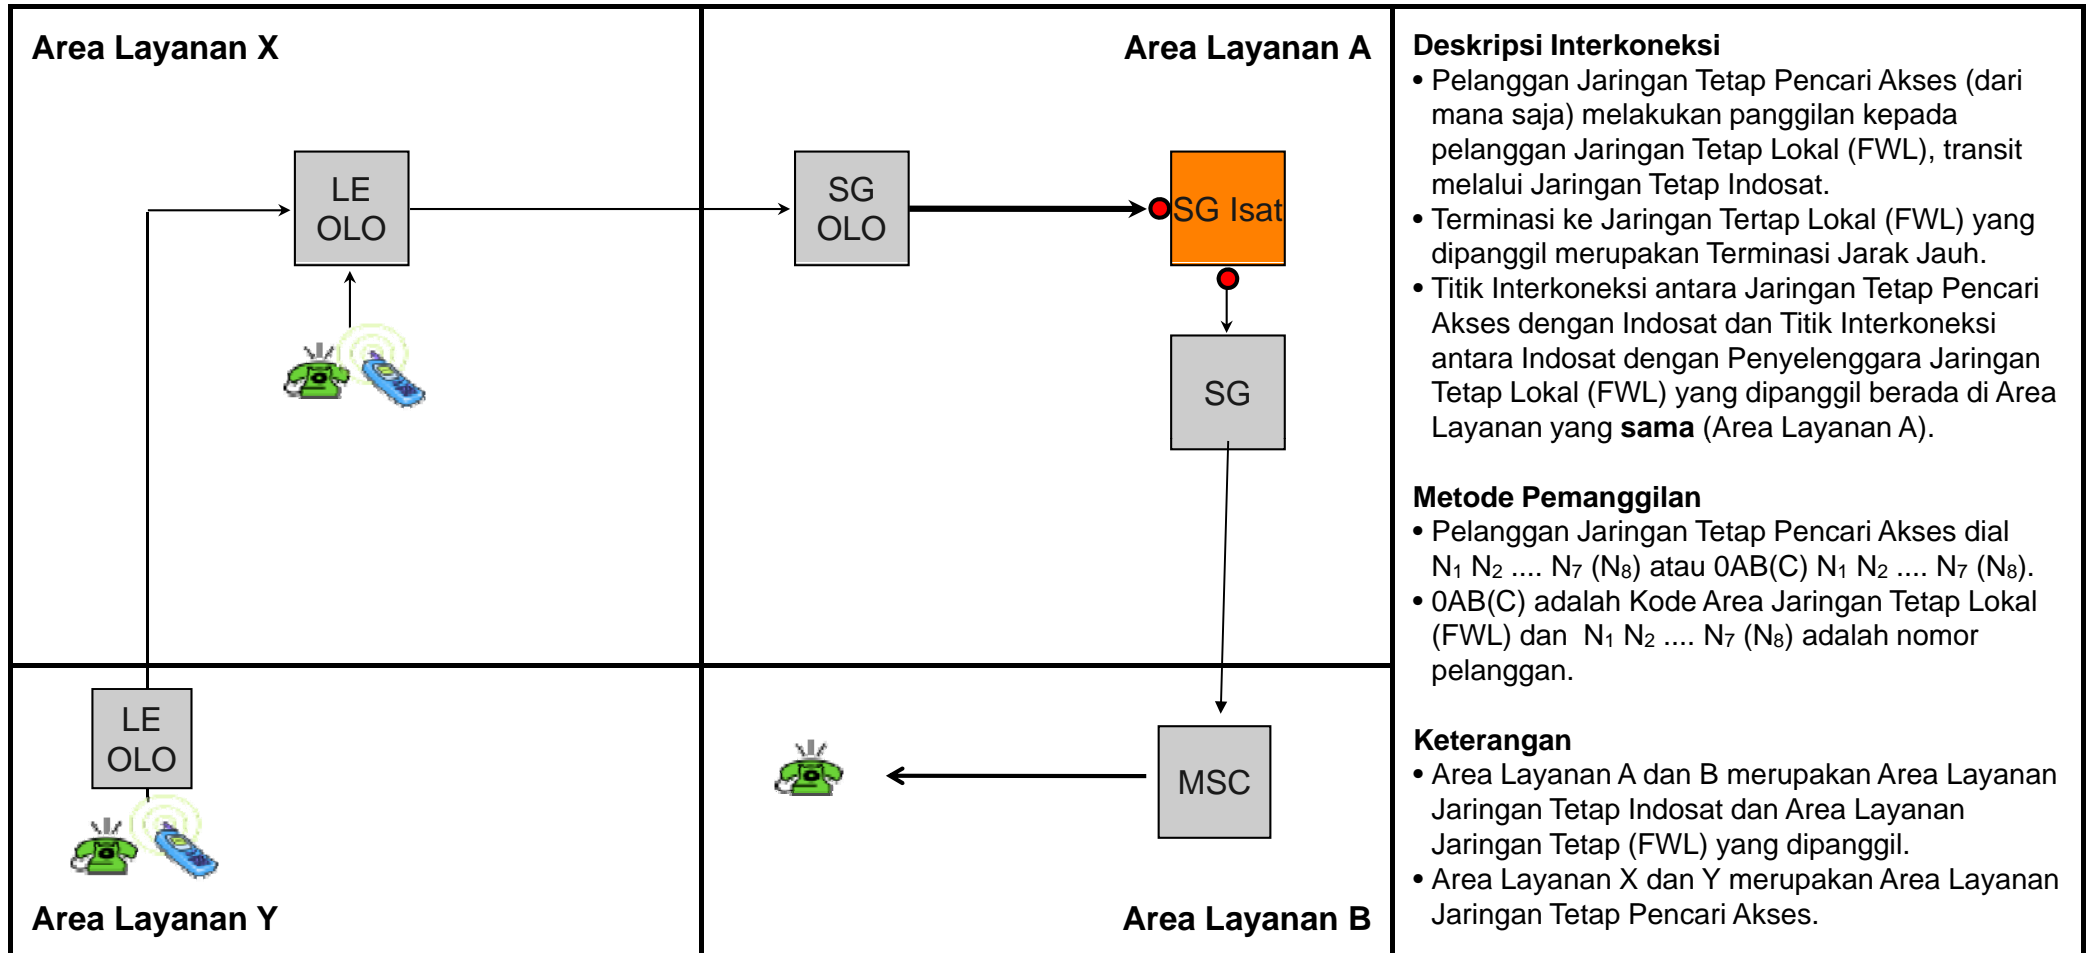 Area Layanan X
Area Layanan A
LE
OLO
SG
OLO
SG Isat
SG
LE
OLO
MSC
Area Layanan Y
Area Layanan B
Deskripsi Interkoneksi
• Pelanggan Jaringan Tetap Pencari Akses (dari
mana saja) melakukan panggilan kepada
pelanggan Jaringan Tetap Lokal (FWL), transit
melalui Jaringan Tetap Indosat.
• Terminasi ke Jaringan Tertap Lokal (FWL) yang
dipanggil merupakan Terminasi Jarak Jauh.
• Titik Interkoneksi antara Jaringan Tetap Pencari
Akses dengan Indosat dan Titik Interkoneksi
antara Indosat dengan Penyelenggara Jaringan
Tetap Lokal (FWL) yang dipanggil berada di Area
Layanan yang sama (Area Layanan A).
Metode Pemanggilan
• Pelanggan Jaringan Tetap Pencari Akses dial
N₁ N₂ .... N₇ (N₈) atau 0AB(C) N₁ N₂ .... N₇ (N₈).
• 0AB(C) adalah Kode Area Jaringan Tetap Lokal
(FWL) dan N₁ N₂ .... N₇ (N₈) adalah nomor
pelanggan.
Keterangan
• Area Layanan A dan B merupakan Area Layanan
Jaringan Tetap Indosat dan Area Layanan
Jaringan Tetap (FWL) yang dipanggil.
• Area Layanan X dan Y merupakan Area Layanan
Jaringan Tetap Pencari Akses.